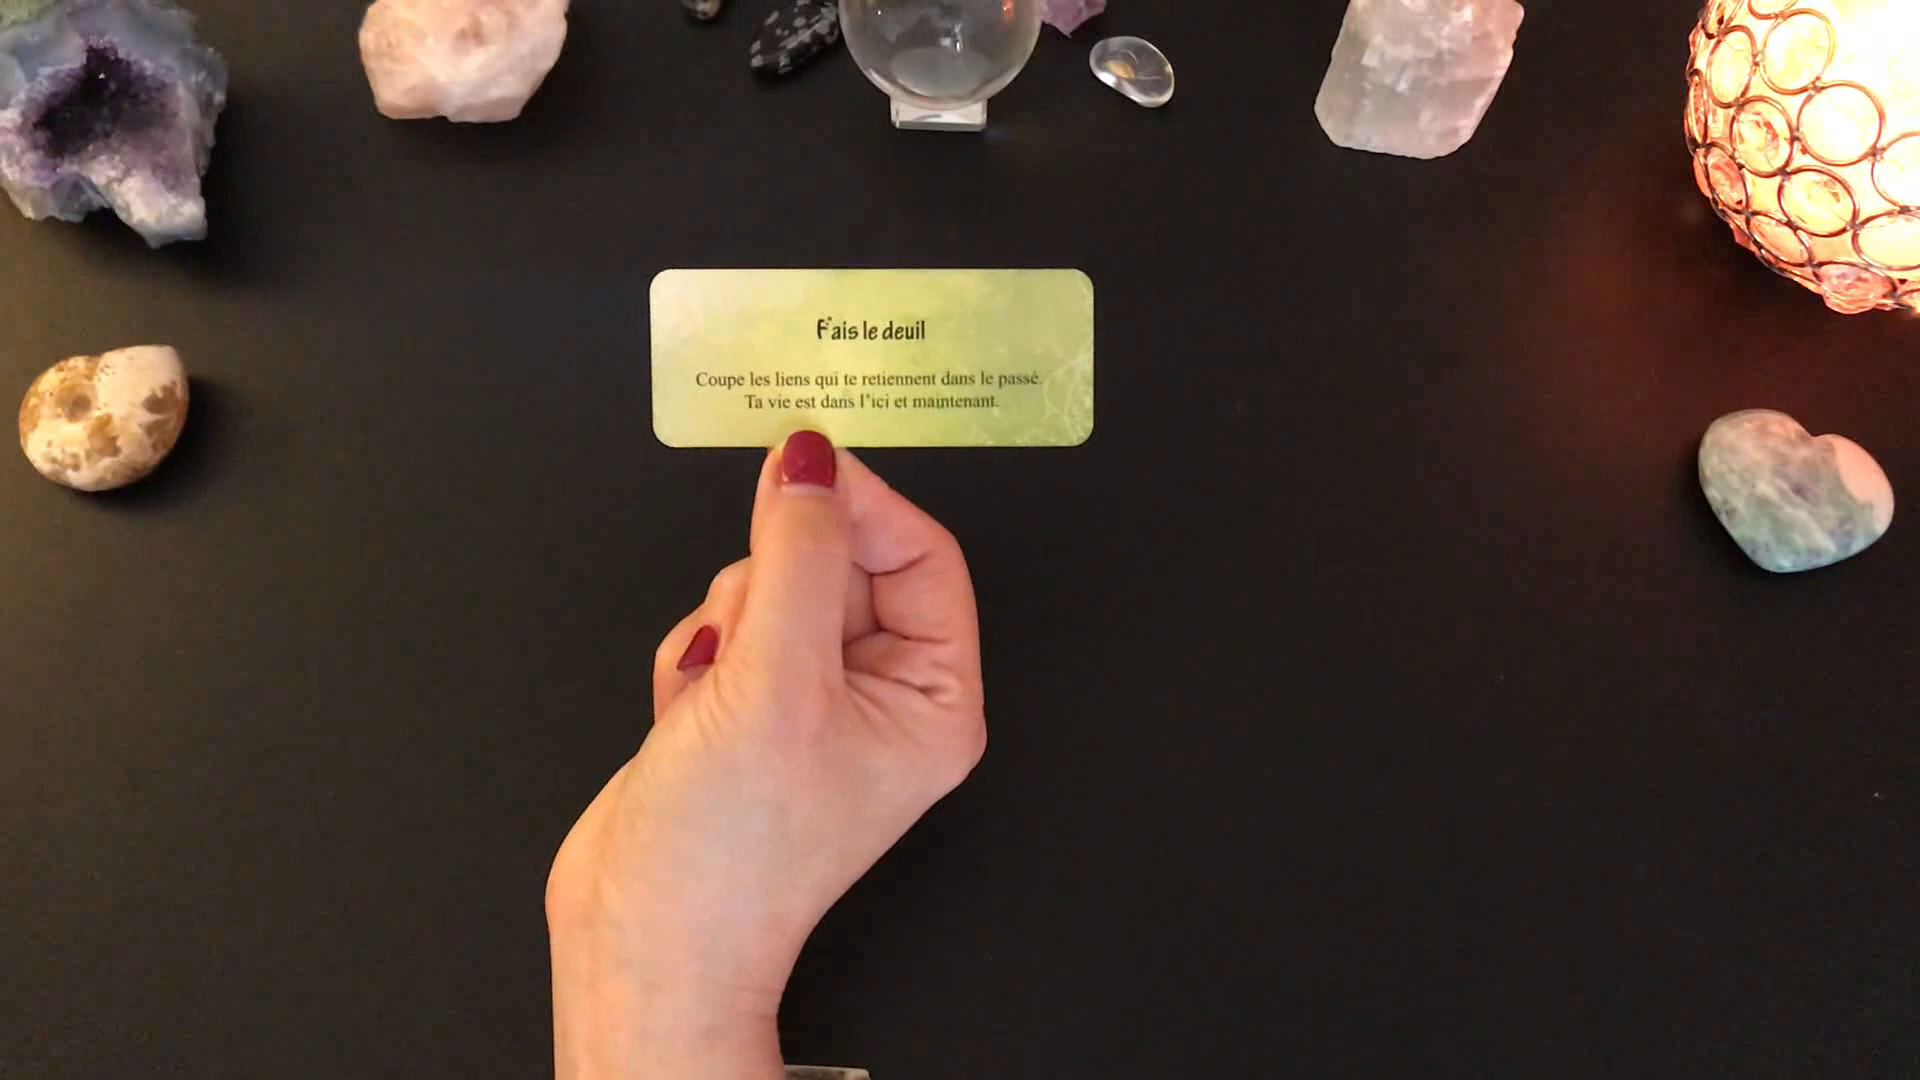 Fais le deuil
Coupe les liens qui te retiennent dans le passé.
Ta vie est dans l'ici et maintenant.